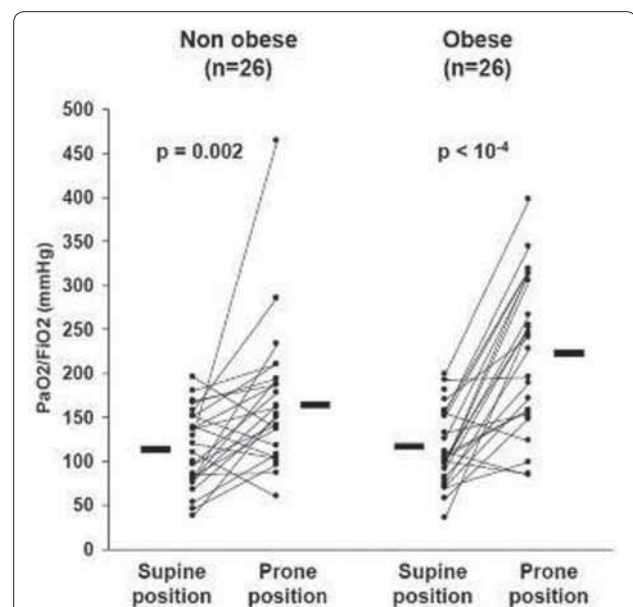 Non obese
(n=26)
Obese
(n=26)
PaO2/FiO2 (mmHg)
500
450
400
350
300
250
200
150
100
50
0
p = 0.002
p < 10-4
Supine
position
Prone
position
Supine
position
Prone
position